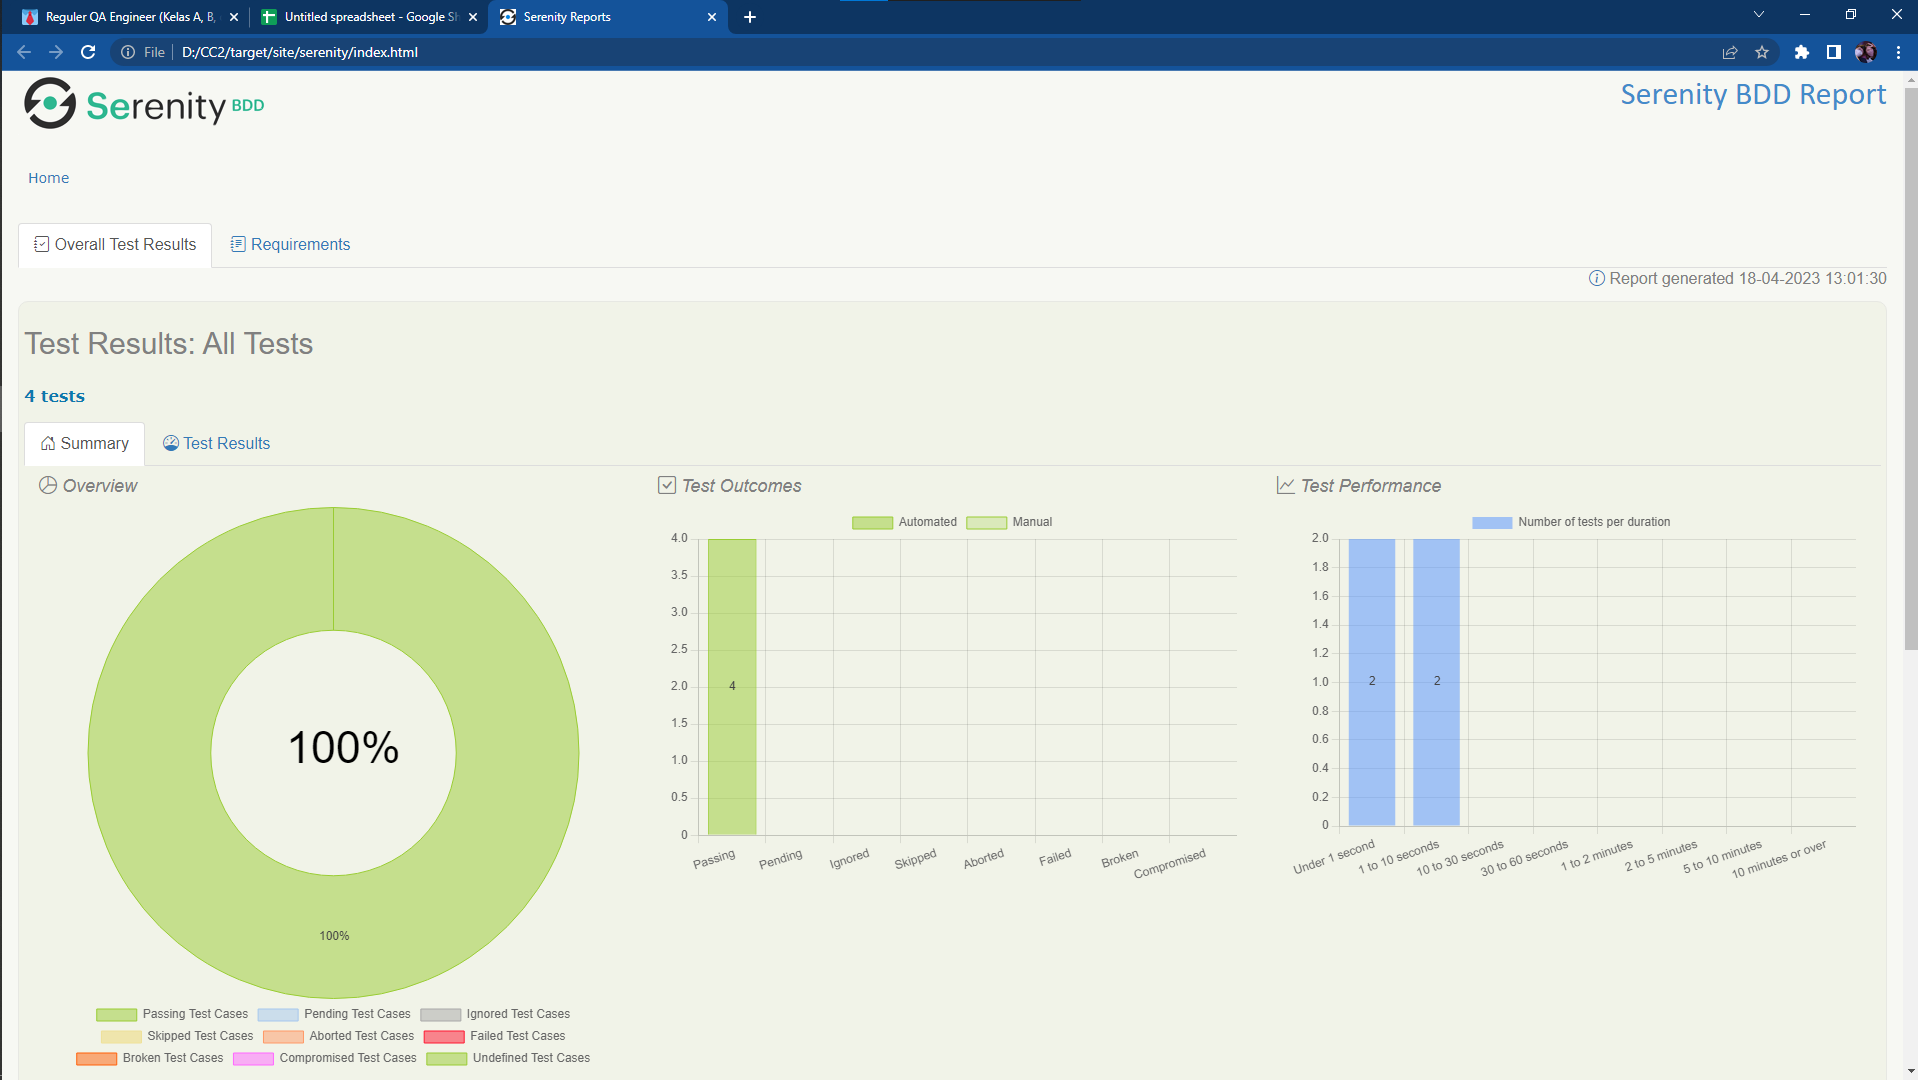 Reguler QA Engineer (Kelas A, B,
Untitled spreadsheet - Google Sh
Serenity Reports
File
D:/CC2/target/site/serenity/index.html
Serenity BDD
Serenity BDD Report
Home
Overall Test Results
Requirements
Report generated 18-04-2023 13:01:30
Test Results: All Tests
4 tests
Summary
Test Results
Overview
Test Outcomes
Test Performance
100%
100%
Passing Test Cases Pending Test Cases Ignored Test Cases
Skipped Test Cases Aborted Test Cases Failed Test Cases
Broken Test Cases Compromised Test Cases Undefined Test Cases
Automated Manual
4.0
3.5
3.0
2.5
2.0
1.5
1.0
0.5
0
4
Passing Pending Ignored Skipped Aborted Failed Broken Compromised
Number of tests per duration
2.0
1.8
1.6
1.4
1.2
1.0
0.8
0.6
0.4
0.2
0
2 2
Under 1 second 1 to 10 seconds 10 to 30 seconds 30 to 60 seconds 1 to 2 minutes 2 to 5 minutes 5 to 10 minutes 10 minutes or over